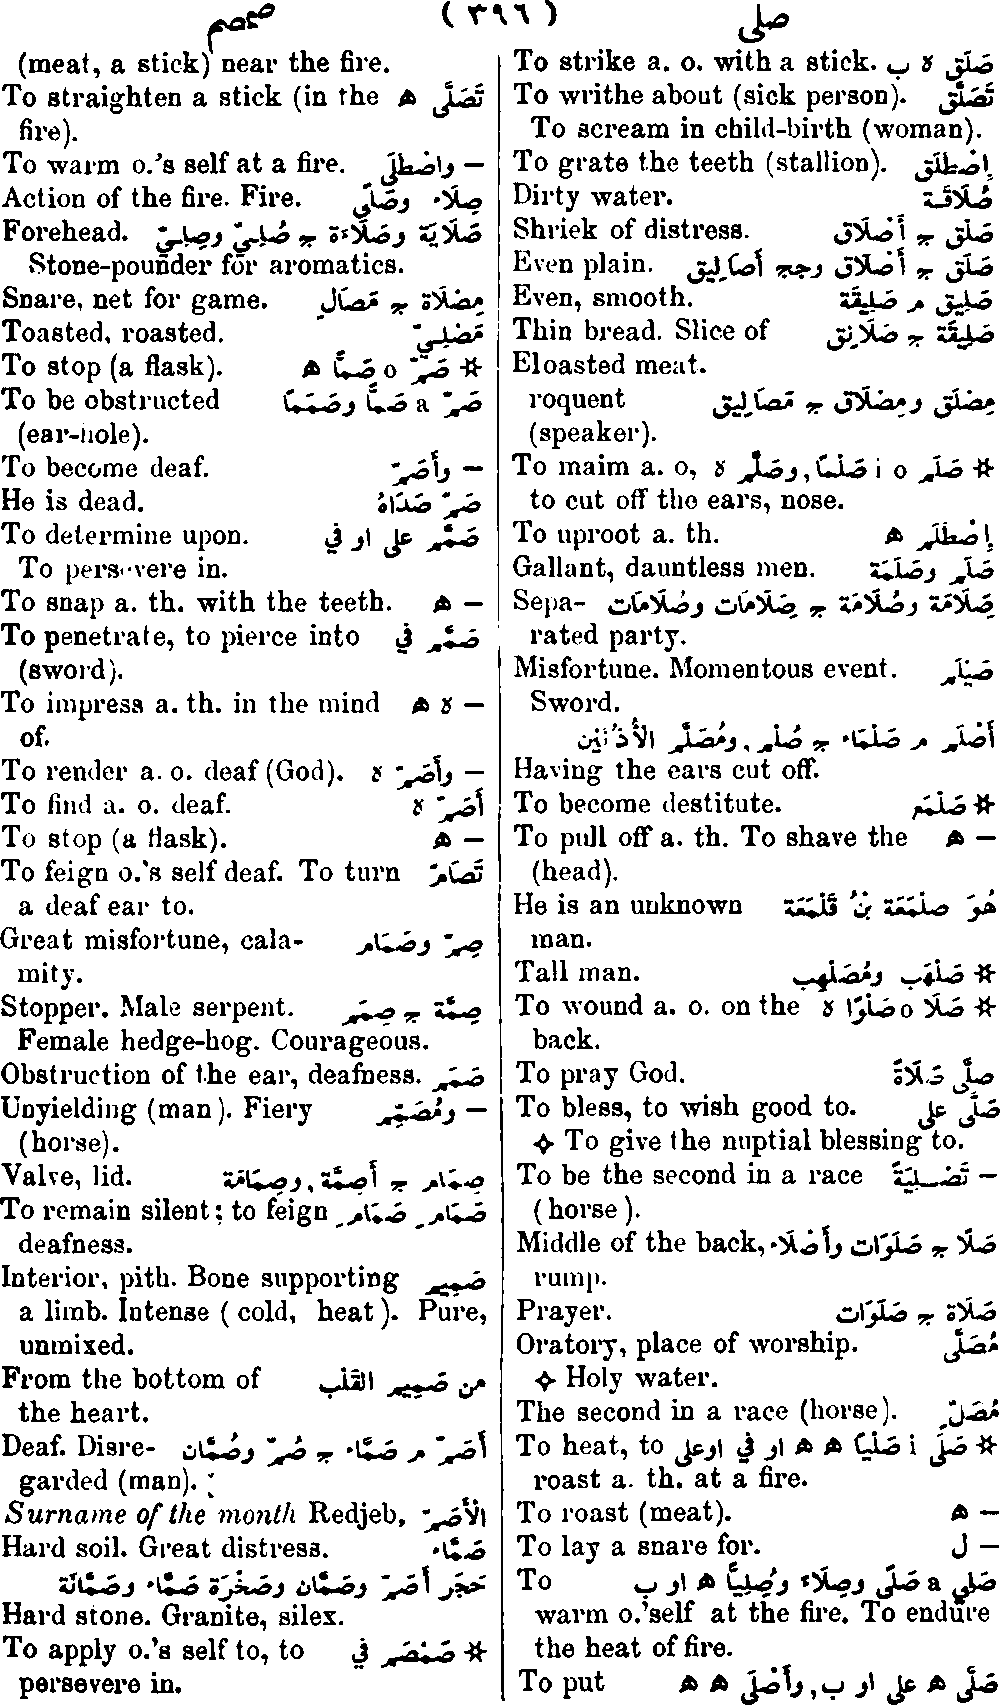 صلى ( ٣٩٦ ) صمصم
To strike a. o. with a stick. صَلَق ه ب
To writhe about (sick person). تَصَلَّق
To scream in child-birth (woman).
To grate the teeth (stallion). إِصْطَلَق
Dirty water. صُلَاقَة
Shriek of distress. صَلْق ج أَصْلَاق
Even plain. صَلَق ج أَصْلَاق وجج أَصَالِيق
Even, smooth. صَلِيق م صَلِيقَة
Thin bread. Slice of صَلِيقَة ج صَلَائِق
Eloasted meat.
roquent مِصْلَق ومِصْلَاق ج مَصَالِيق
(speaker).
To maim a. o, ✲ صَلَم i o صَلْمًا, وصَلَّم ه
to cut off the ears, nose.
To uproot a. th. إِصْطَلَم ه
Gallant, dauntless men. صَلَم وصَلَمَة
Sepa- صِلَامَة وصُلَامَة ج صِلَامَات وصُلَامَات
rated party.
Misfortune. Momentous event. صَيْلَم
Sword.
أَصْلَم م صَلْمَاء ج صُلْم, ومُصَلَّم الأُذُنَيْن
Having the ears cut off.
To become destitute. ✲ صَلْمَع
To pull off a. th. To shave the — ه
(head).
He is an unknown هُوَ صَلْمَعَة بْنُ قَلْمَعَة
man.
Tall man. ✲ صَلْهَب ومُصْلَهِب
To wound a. o. on the ✲ صَلَا o صَلْوًا ه
back.
To pray God. صلَّى صَلَاةً
To bless, to wish good to. صَلَّى على
✧ To give the nuptial blessing to.
To be the second in a race — تَصْـلِيَةً
(horse).
Middle of the back, صَلًا ج صَلَوَات وأَصْلَاء
rump.
Prayer. صَلَاة ج صَلَوَات
Oratory, place of worship. مُصَلًّى
✧ Holy water.
The second in a race (horse). مُصَلٍّ
To heat, to ✲ صَلَى i صَلْيًا ه ه او في اوعلى
roast a. th. at a fire.
To roast (meat). — ه
To lay a snare for. — ل
To صَلِي a صَلًى وصِلَاءً وصُلِيًّا ه او ب
warm o.'self at the fire. To endure
the heat of fire.
To put صَلَّى ه على او ب, وأَصْلَى ه ه
(meat, a stick) near the fire.
To straighten a stick (in the تَصَلَّى ه
fire).
To warm o.'s self at a fire. — واصْطَلَى
Action of the fire. Fire. صِلَاء وصَلًى
Forehead. صَلَايَة وصَلَاءَة ج صُلِيّ وصِلِيّ
Stone-pounder for aromatics.
Snare, net for game. مِصْلَاة ج مَصَالٍ
Toasted, roasted. مَصْلِيّ
To stop (a flask). ✲ صَمَّ o صَمًّا ه
To be obstructed صَمَّ a صَمًّا وصَمَمًا
(ear-hole).
To become deaf. — وأَصَمَّ
He is dead. صَمَّ صَدَاهُ
To determine upon. صَمَّم على او في
To persevere in.
To snap a. th. with the teeth. — ه
To penetrate, to pierce into صَمَّم في
(sword).
To impress a. th. in the mind — ه ه
of.
To render a. o. deaf (God). — وأَصَمَّ ه
To find a. o. deaf. أَصَمَّ ه
To stop (a flask). — ه
To feign o.'s self deaf. To turn تَصَامَّ
a deaf ear to.
Great misfortune, cala- صِمّ وصَمَام
mity.
Stopper. Male serpent. صِمَّة ج صِمَم
Female hedge-hog. Courageous.
Obstruction of the ear, deafness. صَمَم
Unyielding (man). Fiery — ومُصَمِّم
(horse).
Valve, lid. صِمَام ج أَصِمَّة, وصِمَامَة
To remain silent; to feign صَمَام صَمَام
deafness.
Interior, pith. Bone supporting صَمِيم
a limb. Intense (cold, heat). Pure,
unmixed.
From the bottom of من صَمِيم القَلْب
the heart.
Deaf. Disre- أَصَمّ م صَمَّاء ج صُمّ وصُمَّان
garded (man).
Surname of the month Redjeb, الْأَصَمّ
Hard soil. Great distress. صَمَّاء
حَجَر أَصَمّ وصَمَّان وصَخْرَة صَمَّاء وصَمَّانَة
Hard stone. Granite, silex.
To apply o.'s self to, to ✲ صَمْصَم في
persevere in.